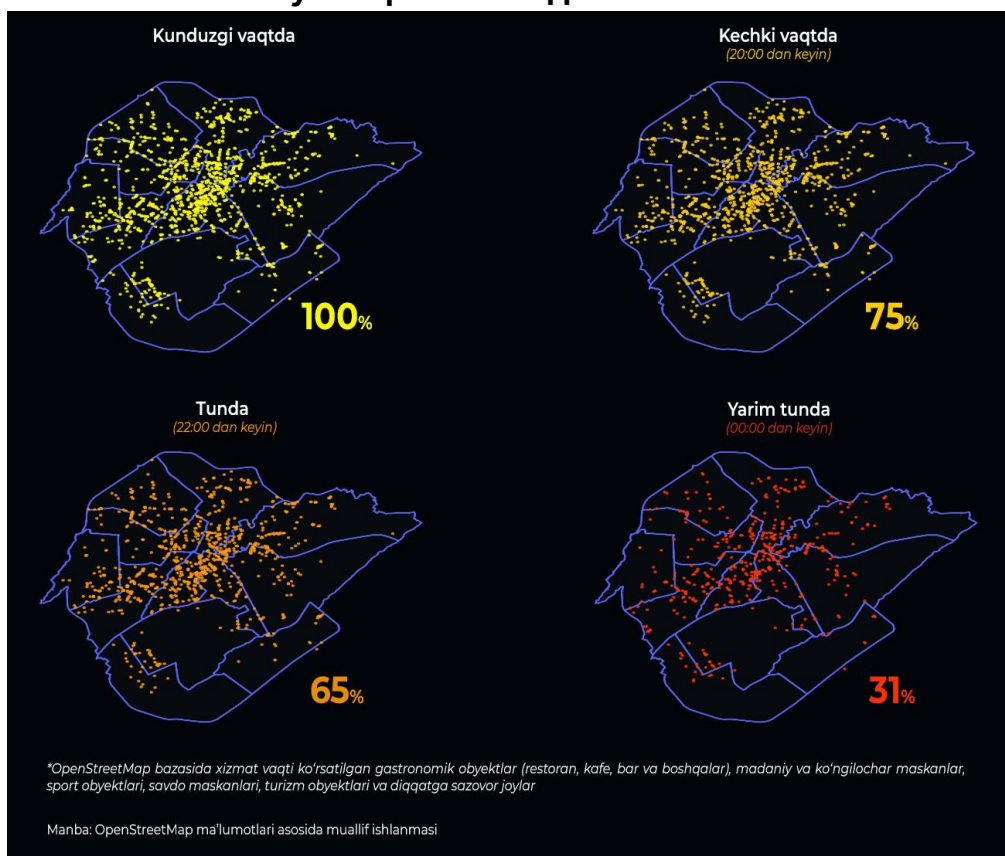 Kunduzgi vaqtda
Kechki vaqtda
(20:00 dan keyin)
100%
75%
Tunda
(22:00 dan keyin)
Yarim tunda
(00:00 dan keyin)
65%
31%
*OpenStreetMap bazasida xizmat vaqti ko'rsatilgan gastronomik obyektlar (restoran, kafe, bar va boshqalar), madaniy va ko'ngilochar maskanlar,
sport obyektlari, savdo maskanlari, turizm obyektlari va diqqatga sazovor joylar
Manba: OpenStreetMap ma'lumotlari asosida muallif ishlanmasi